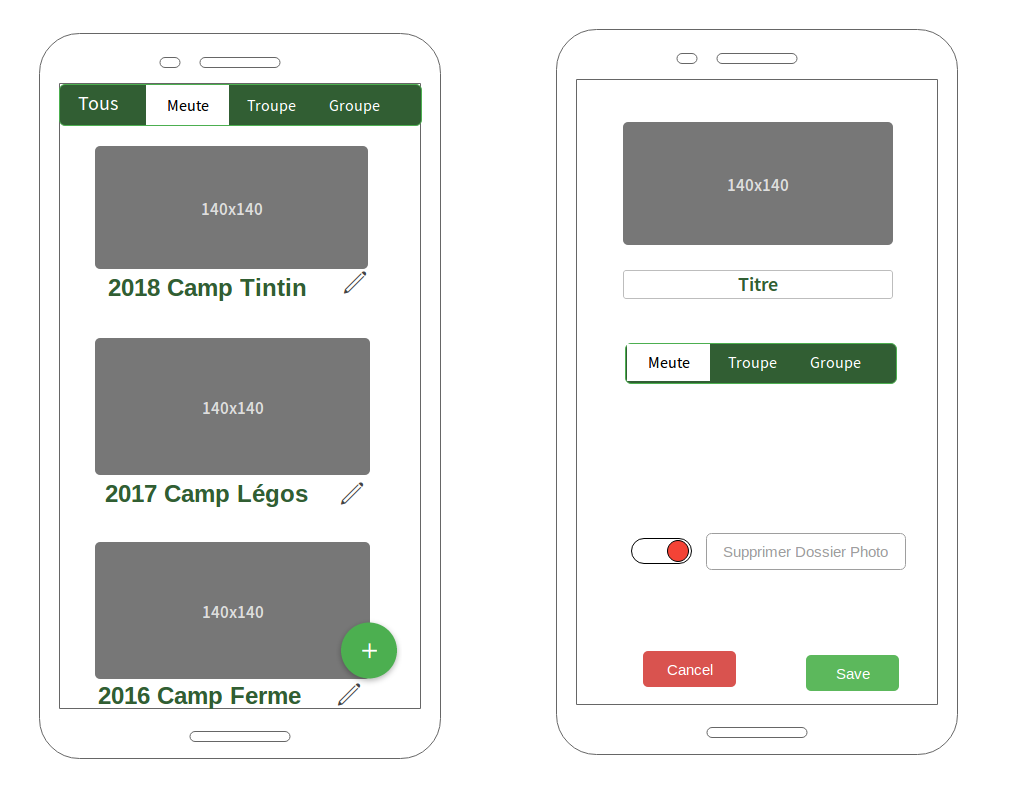 Tous Meute Troupe Groupe
140x140
2018 Camp Tintin
140x140
2017 Camp Légos
140x140
+
2016 Camp Ferme
140x140
Titre
Meute Troupe Groupe
Supprimer Dossier Photo
Cancel Save